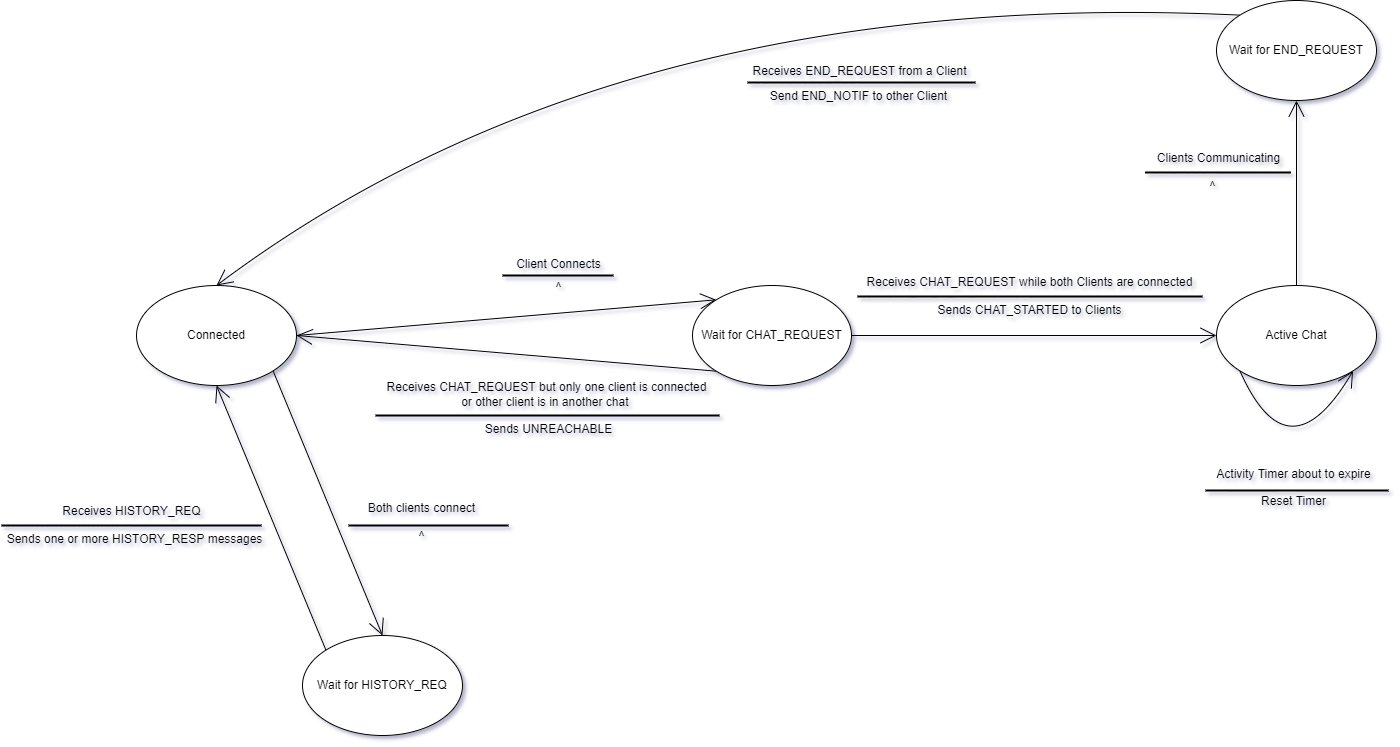 Wait for END_REQUEST
Receives END_REQUEST from a Client
Send END_NOTIF to other Client
Clients Communicating
^
Client Connects
^
Receives CHAT_REQUEST while both Clients are connected
Sends CHAT_STARTED to Clients
Connected
Wait for CHAT_REQUEST
Active Chat
Receives CHAT_REQUEST but only one client is connected
or other client is in another chat
Sends UNREACHABLE
Activity Timer about to expire
Reset Timer
Receives HISTORY_REQ
Sends one or more HISTORY_RESP messages
Both clients connect
^
Wait for HISTORY_REQ